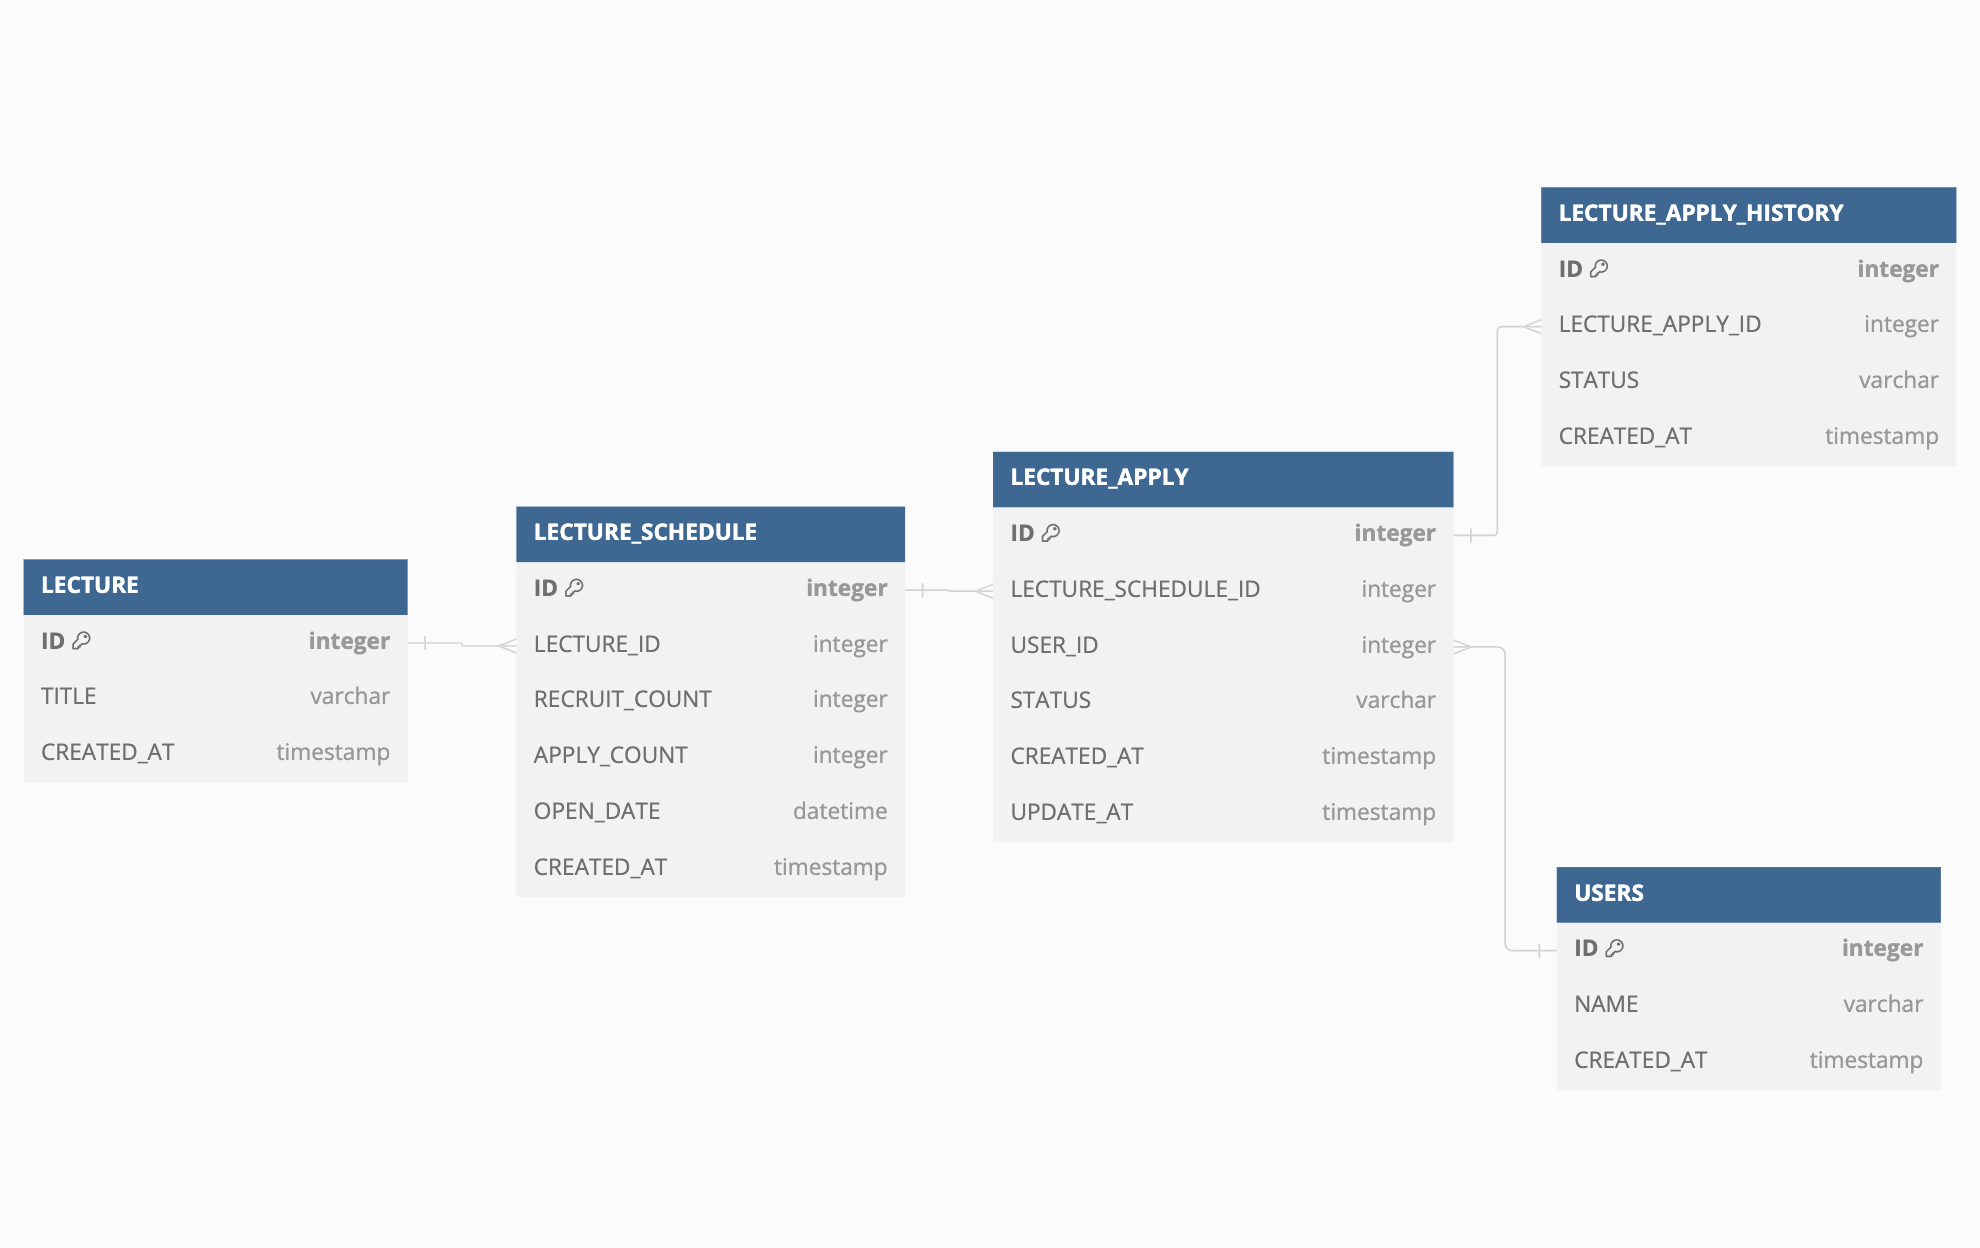 LECTURE
ID integer
TITLE varchar
CREATED_AT timestamp
LECTURE_SCHEDULE
ID integer
LECTURE_ID integer
RECRUIT_COUNT integer
APPLY_COUNT integer
OPEN_DATE datetime
CREATED_AT timestamp
LECTURE_APPLY
ID integer
LECTURE_SCHEDULE_ID integer
USER_ID integer
STATUS varchar
CREATED_AT timestamp
UPDATE_AT timestamp
LECTURE_APPLY_HISTORY
ID integer
LECTURE_APPLY_ID integer
STATUS varchar
CREATED_AT timestamp
USERS
ID integer
NAME varchar
CREATED_AT timestamp